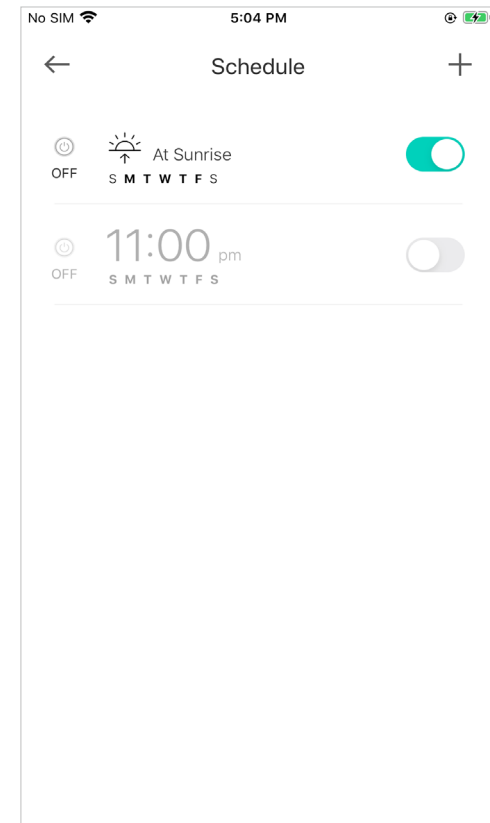 No SIM 5:04 PM
Schedule
At Sunrise
OFF
S M T W T F S
11:00 pm
OFF
S M T W T F S